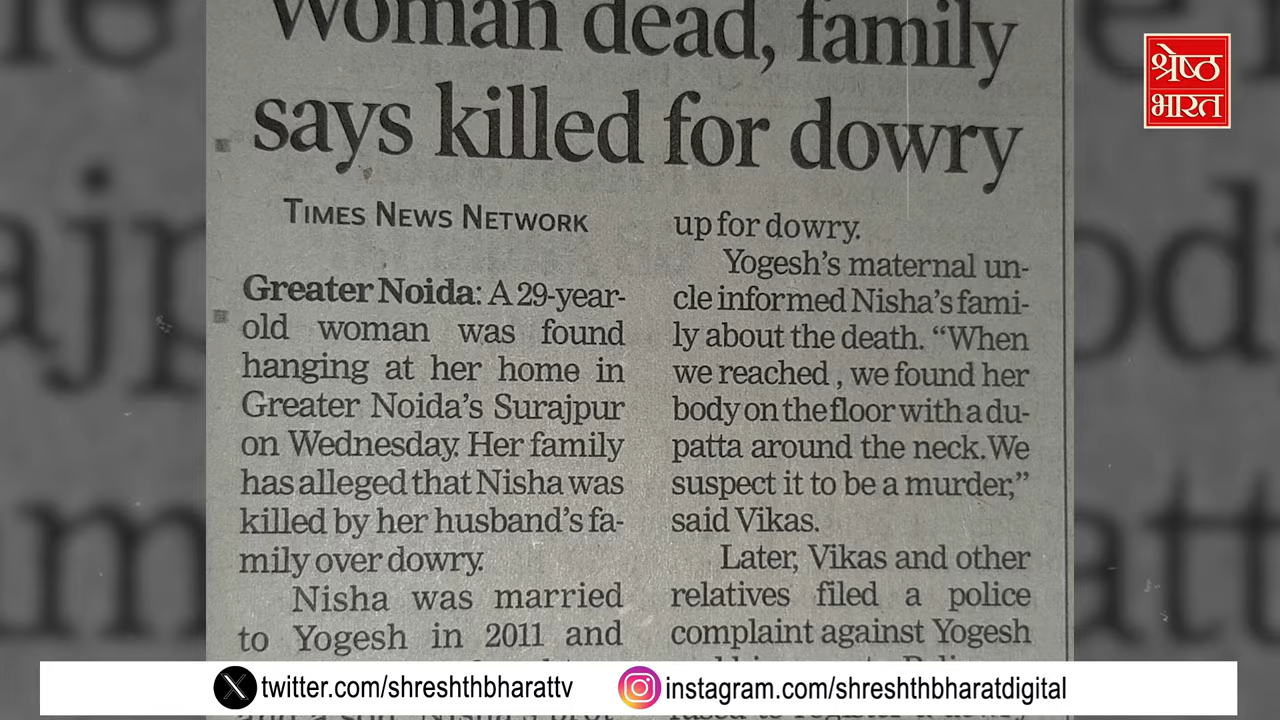 Woman dead, family
says killed for dowry
TIMES NEWS NETWORK
Greater Noida: A 29-year-
old woman was found
hanging at her home in
Greater Noida's Surajpur
on Wednesday. Her family
has alleged that Nisha was
killed by her husband's fa-
mily over dowry.
Nisha was married
to Yogesh in 2011 and
up for dowry.
Yogesh's maternal un-
cle informed Nisha's fami-
ly about the death. “When
we reached , we found her
body on the floor with a du-
patta around the neck. We
suspect it to be a murder,”
said Vikas.
Later, Vikas and other
relatives filed a police
complaint against Yogesh
श्रेष्ठ
भारत
twitter.com/shreshthbharattv
instagram.com/shreshthbharatdigital